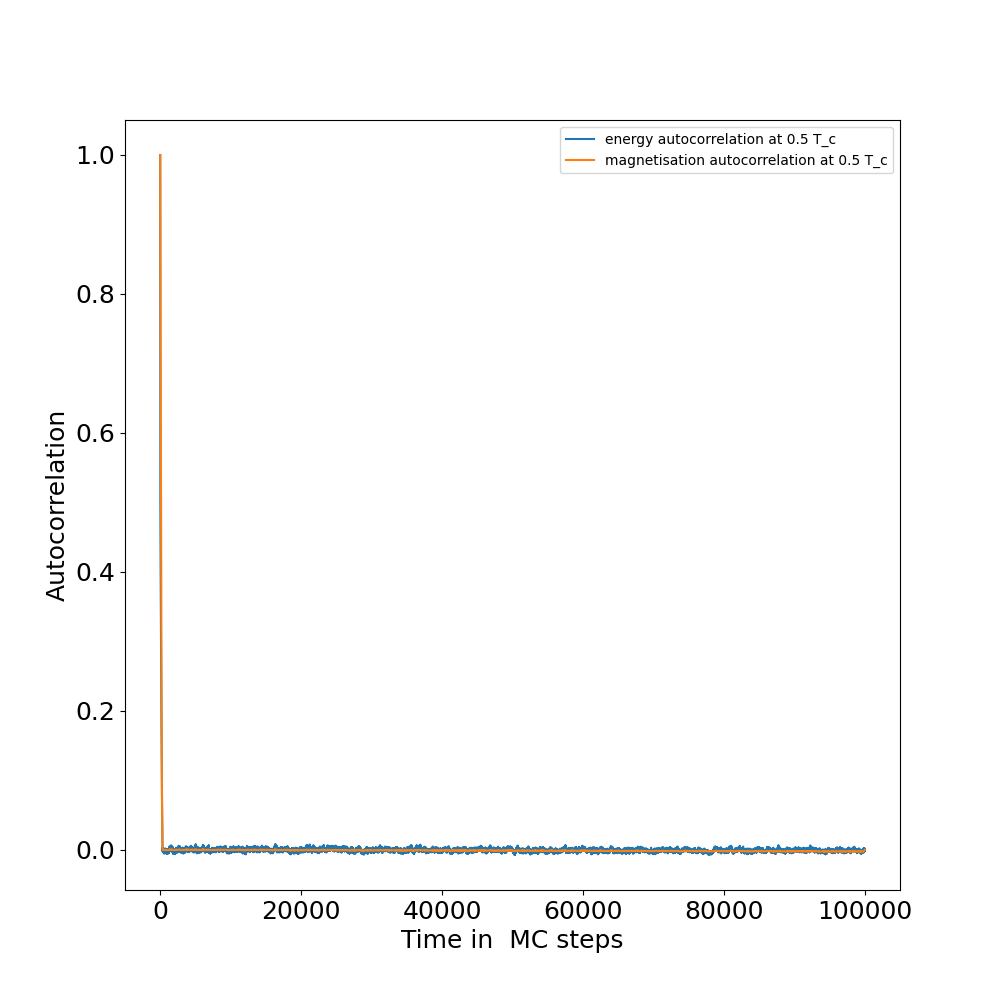 energy autocorrelation at 0.5 T_c
magnetisation autocorrelation at 0.5 T_c
1.0
0.8
0.6
0.4
0.2
0.0
Autocorrelation
0 20000 40000 60000 80000 100000
Time in  MC steps